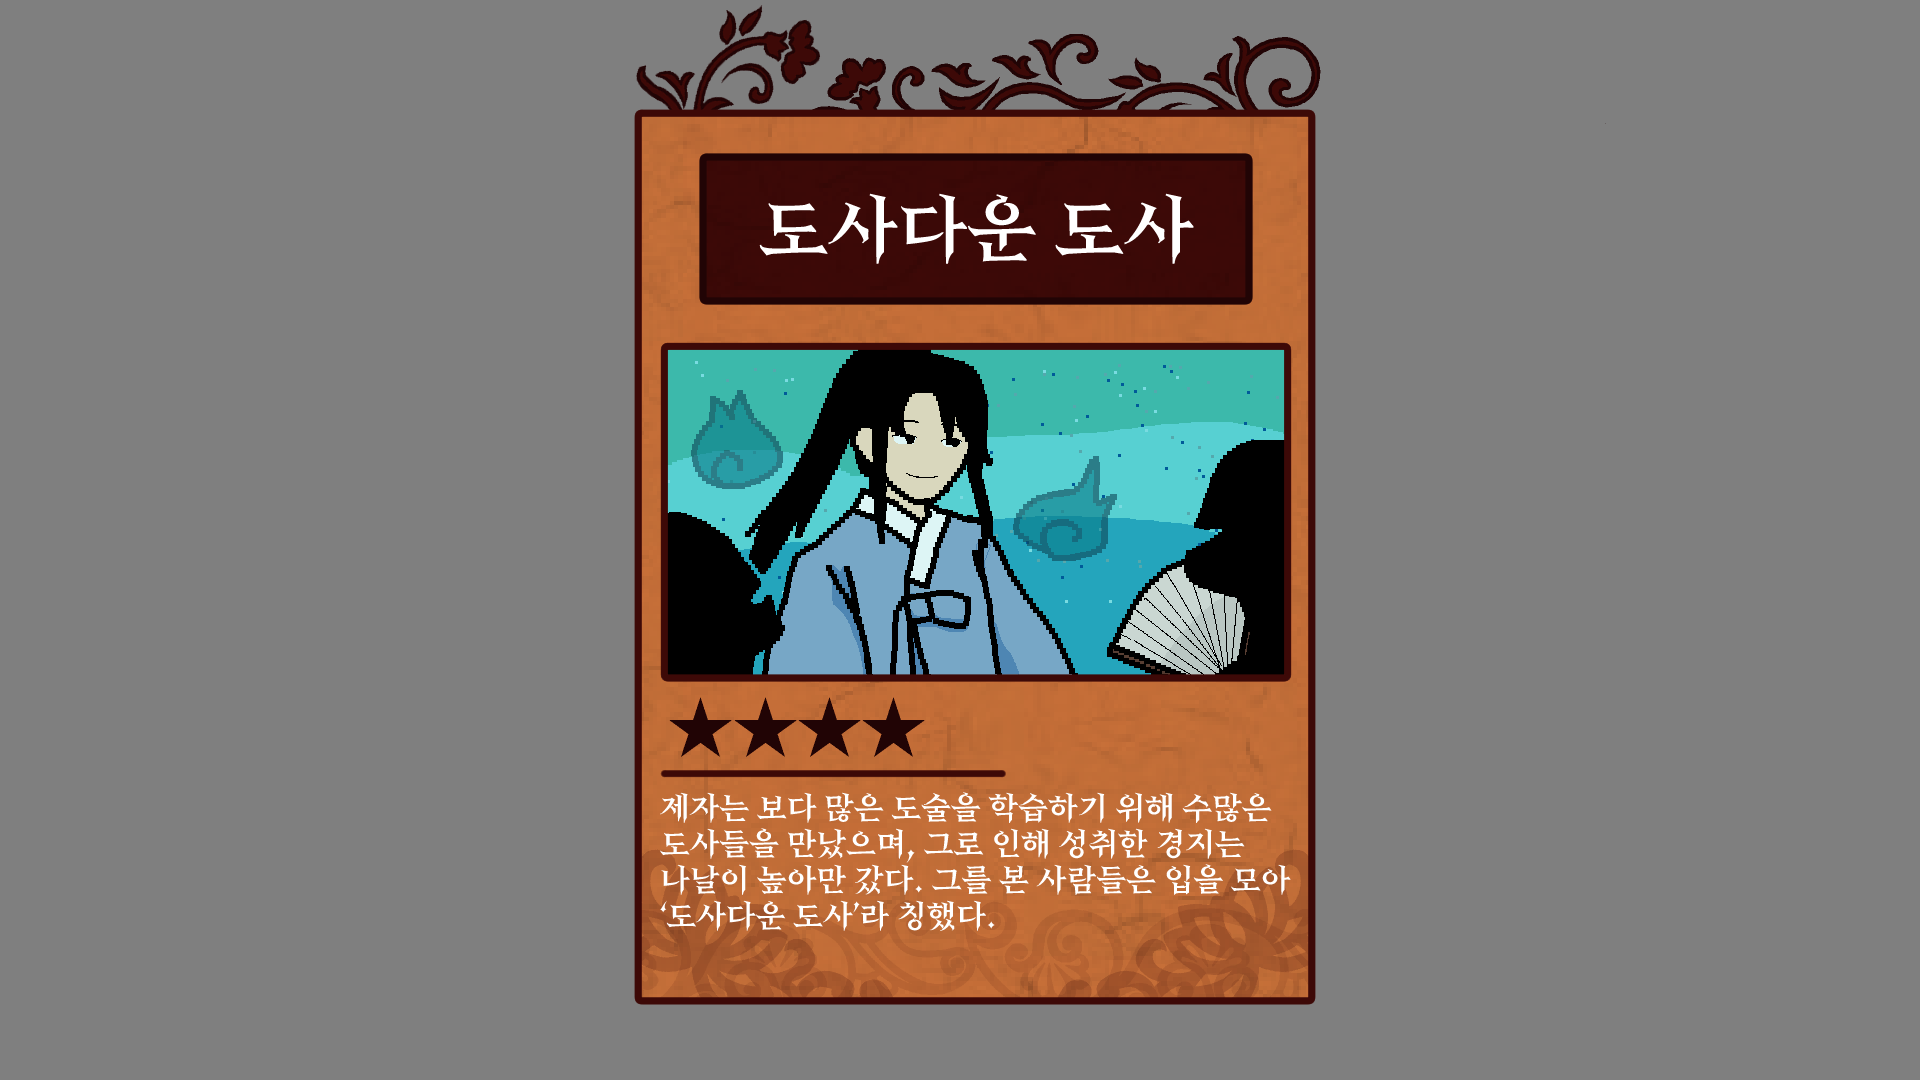 도사다운 도사
제자는 보다 많은 도술을 학습하기 위해 수많은
도사들을 만났으며, 그로 인해 성취한 경지는
나날이 높아만 갔다. 그를 본 사람들은 입을 모아
‘도사다운 도사’라 칭했다.